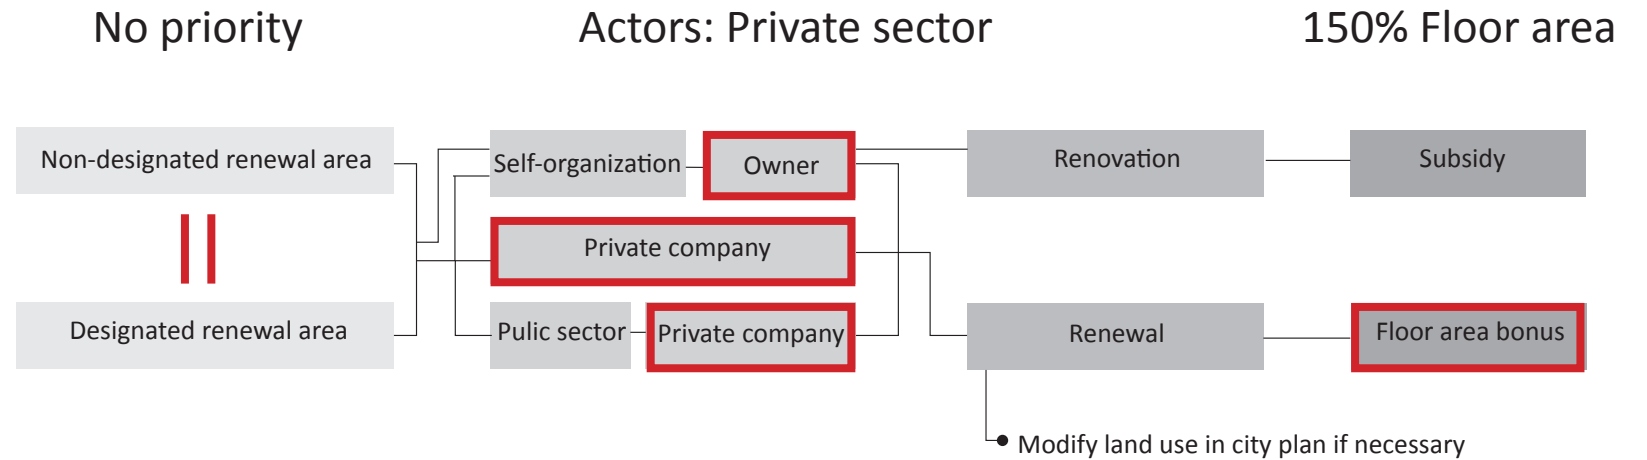 No priority
Actors: Private sector
150% Floor area
Non-designated renewal area
Self-organization
Owner
Renovation
Subsidy
Private company
Designated renewal area
Pulic sector
Private company
Renewal
Floor area bonus
Modify land use in city plan if necessary